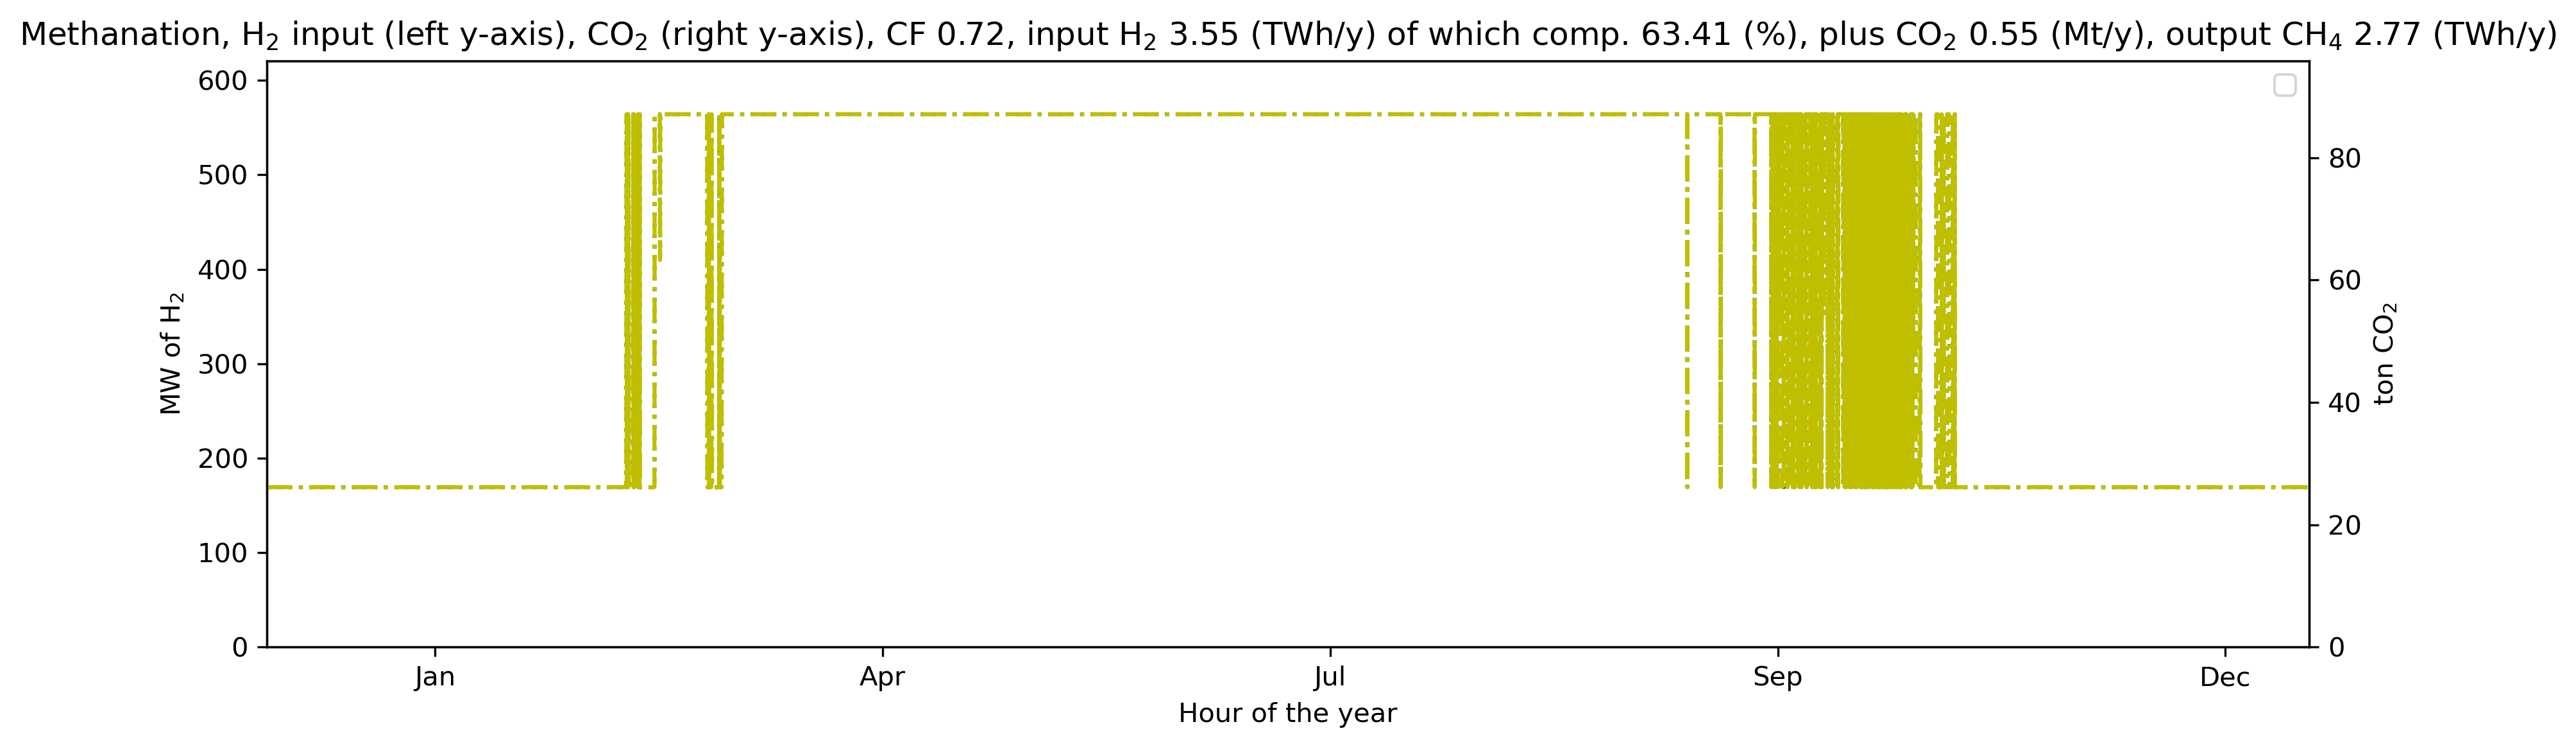 Methanation, H₂ input (left y-axis), CO₂ (right y-axis), CF 0.72, input H₂ 3.55 (TWh/y) of which comp. 63.41 (%), plus CO₂ 0.55 (Mt/y), output CH₄ 2.77 (TWh/y)
600
500
400
300
200
100
0
MW of H₂
80
60
40
20
0
ton CO₂
Jan
Apr
Jul
Sep
Dec
Hour of the year